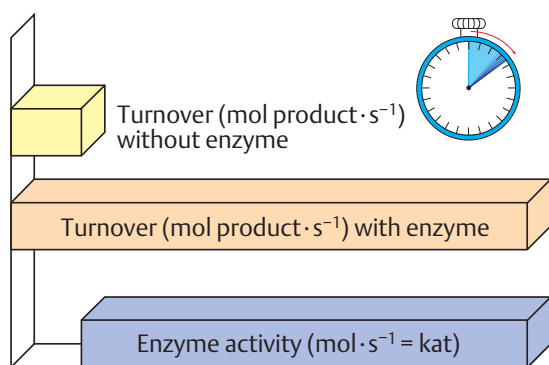 Turnover (mol product·s⁻¹)
without enzyme
Turnover (mol product·s⁻¹) with enzyme
Enzyme activity (mol·s⁻¹ = kat)